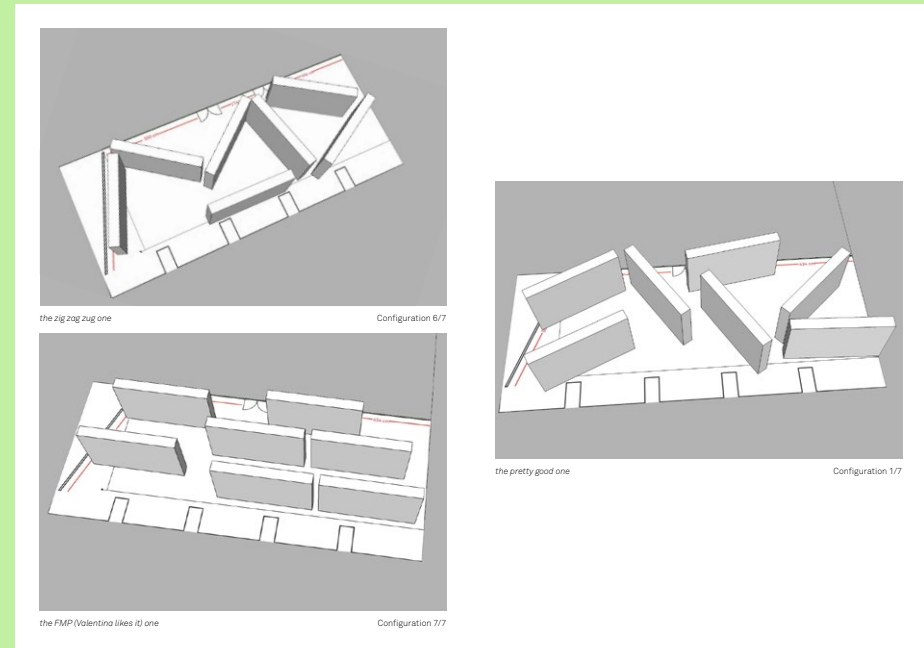 the zig zag zug one
Configuration 6/7
the FMP (Valentina likes it) one
Configuration 7/7
the pretty good one
Configuration 1/7